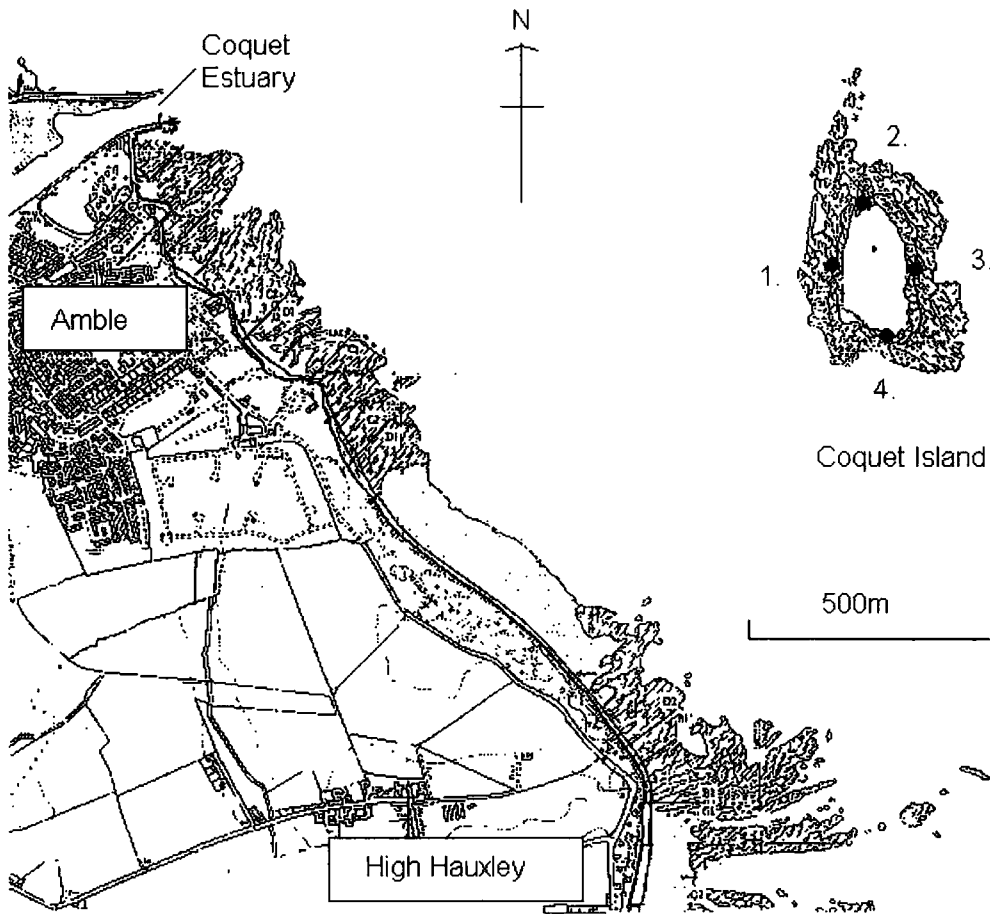 Coquet
Estuary
N
2.
1.
3.
Amble
4.
Coquet Island
500m
High Hauxley